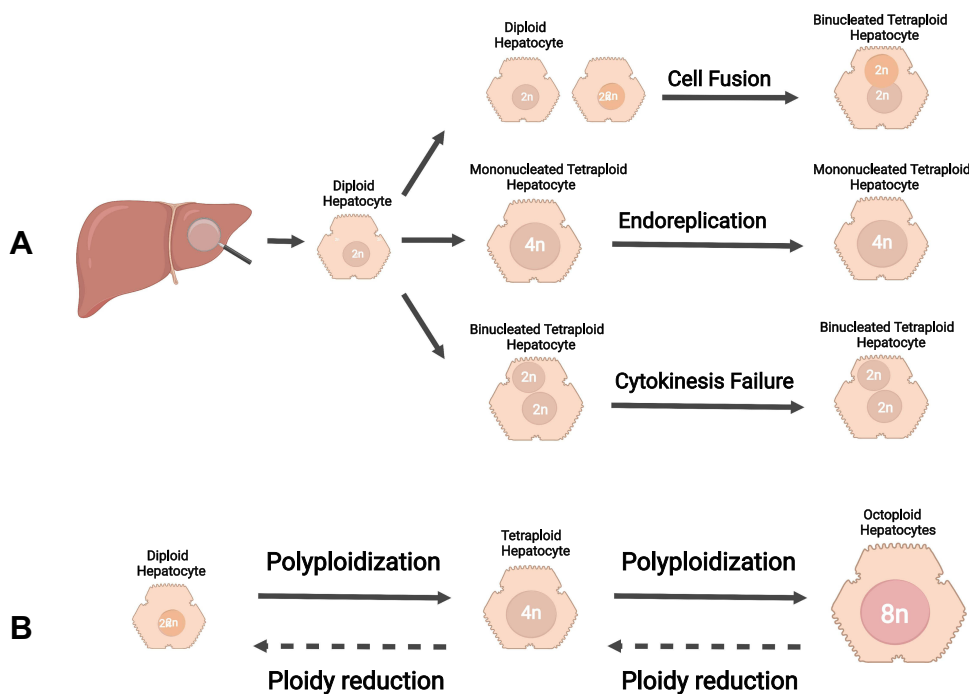 A
Diploid
Hepatocyte
2n
Diploid
Hepatocyte
2n
2n
Cell Fusion
Binucleated Tetraploid
Hepatocyte
2n
2n
Mononucleated Tetraploid
Hepatocyte
4n
Endoreplication
Mononucleated Tetraploid
Hepatocyte
4n
Binucleated Tetraploid
Hepatocyte
2n
2n
Cytokinesis Failure
Binucleated Tetraploid
Hepatocyte
2n
2n
B
Diploid
Hepatocyte
2n
Polyploidization
Ploidy reduction
Tetraploid
Hepatocyte
4n
Polyploidization
Ploidy reduction
Octoploid
Hepatocytes
8n